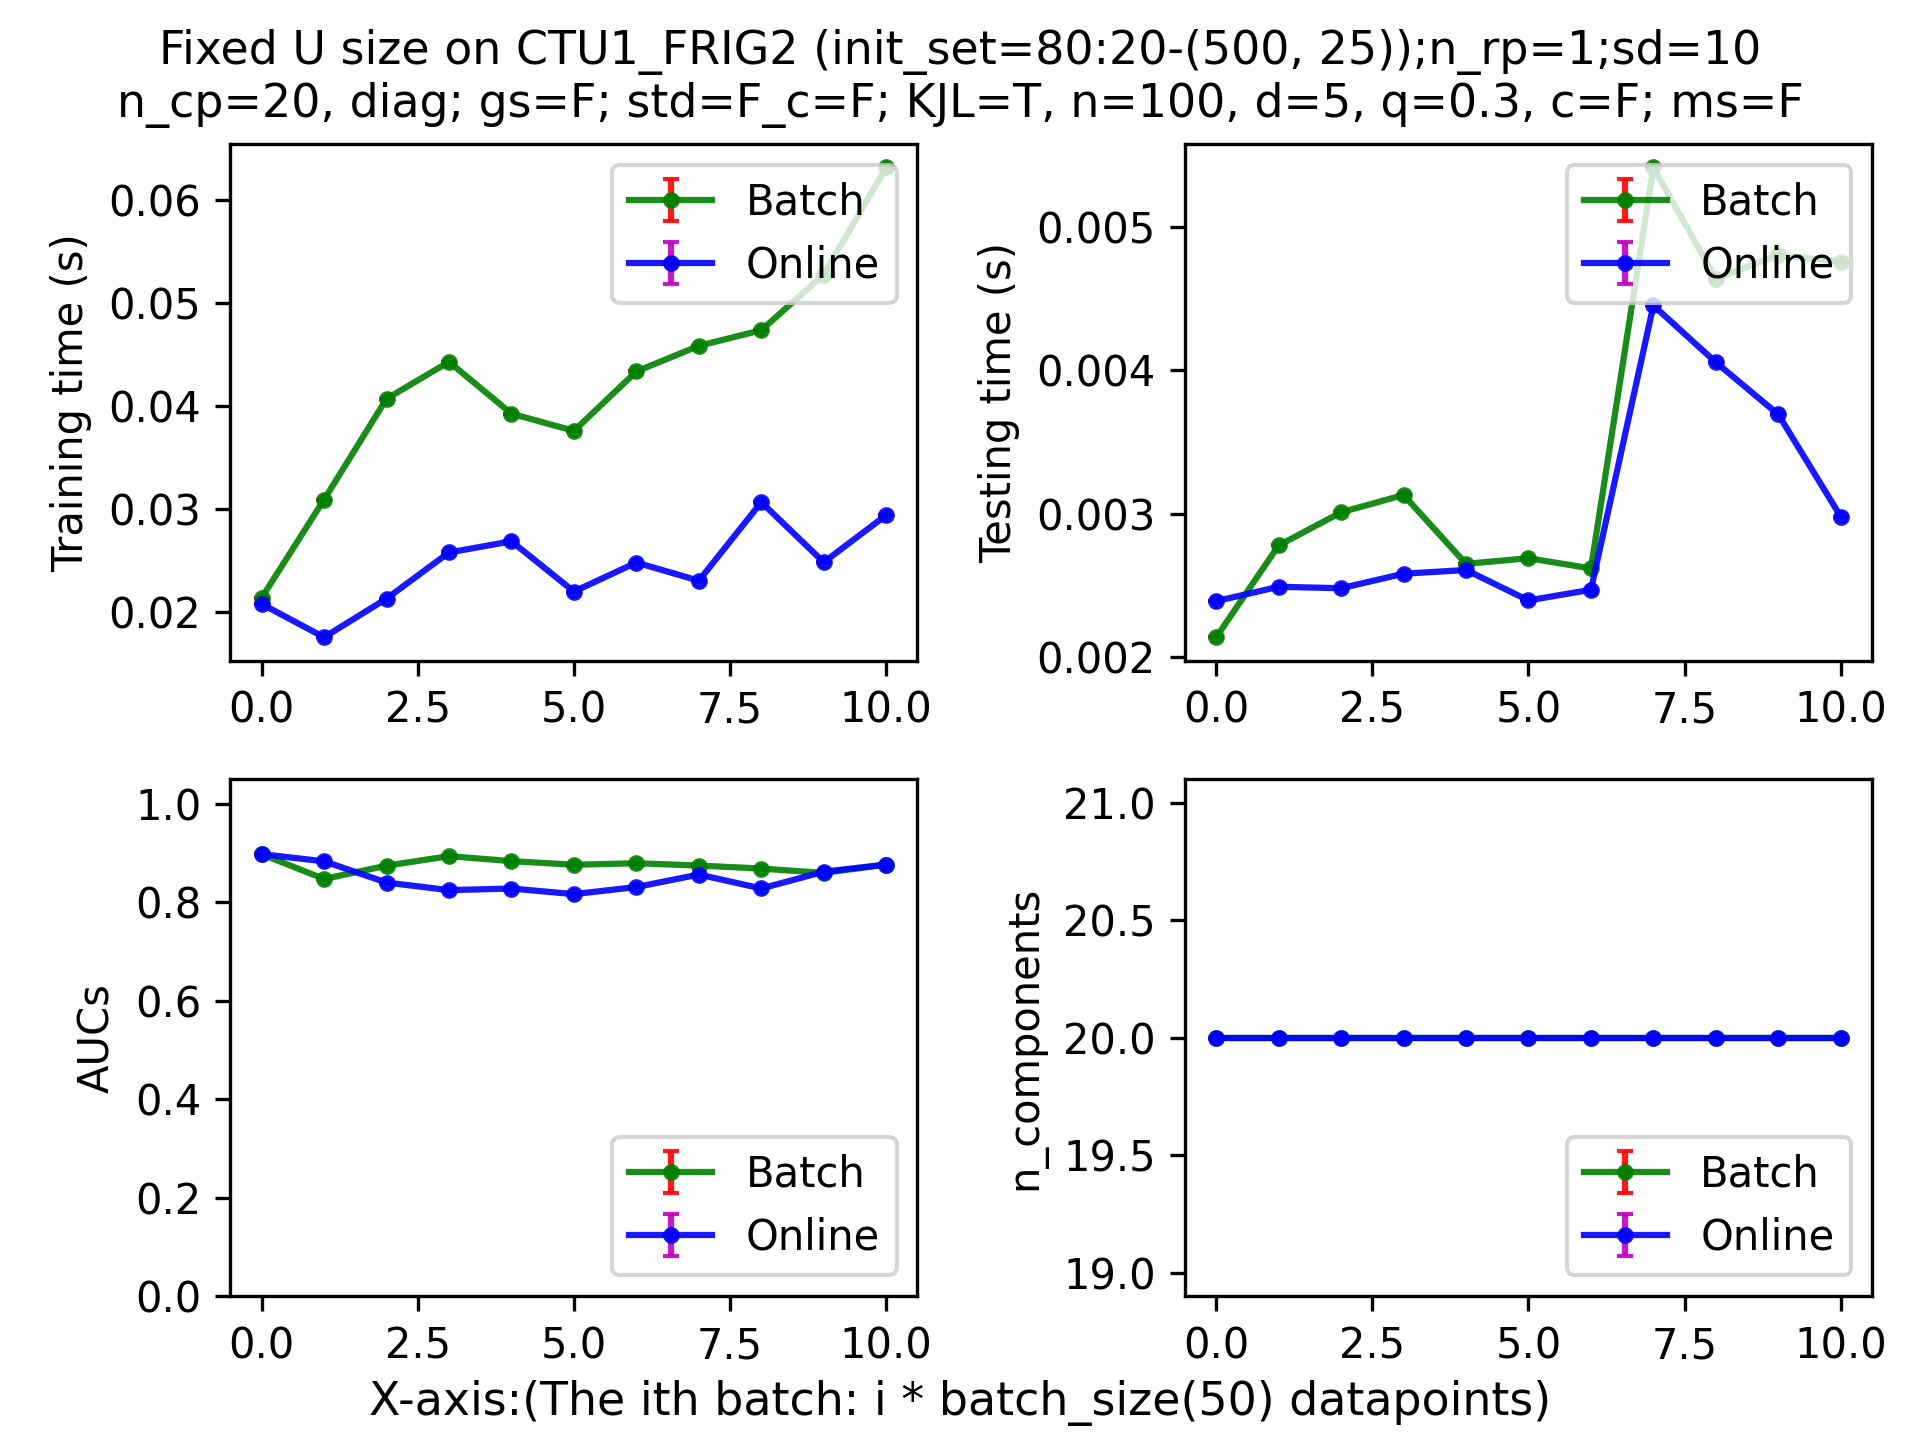 Fixed U size on CTU1_FRIG2 (init_set=80:20-(500, 25));n_rp=1;sd=10
n_cp=20, diag; gs=F; std=F_c=F; KJL=T, n=100, d=5, q=0.3, c=F; ms=F
Training time (s)
0.06
0.05
0.04
0.03
0.02
Batch
Online
0.0 2.5 5.0 7.5 10.0
Testing time (s)
0.005
0.004
0.003
0.002
Batch
Online
0.0 2.5 5.0 7.5 10.0
AUCs
1.0
0.8
0.6
0.4
0.2
0.0
Batch
Online
0.0 2.5 5.0 7.5 10.0
n_components
21.0
20.5
20.0
19.5
19.0
Batch
Online
0.0 2.5 5.0 7.5 10.0
X-axis:(The ith batch: i * batch_size(50) datapoints)